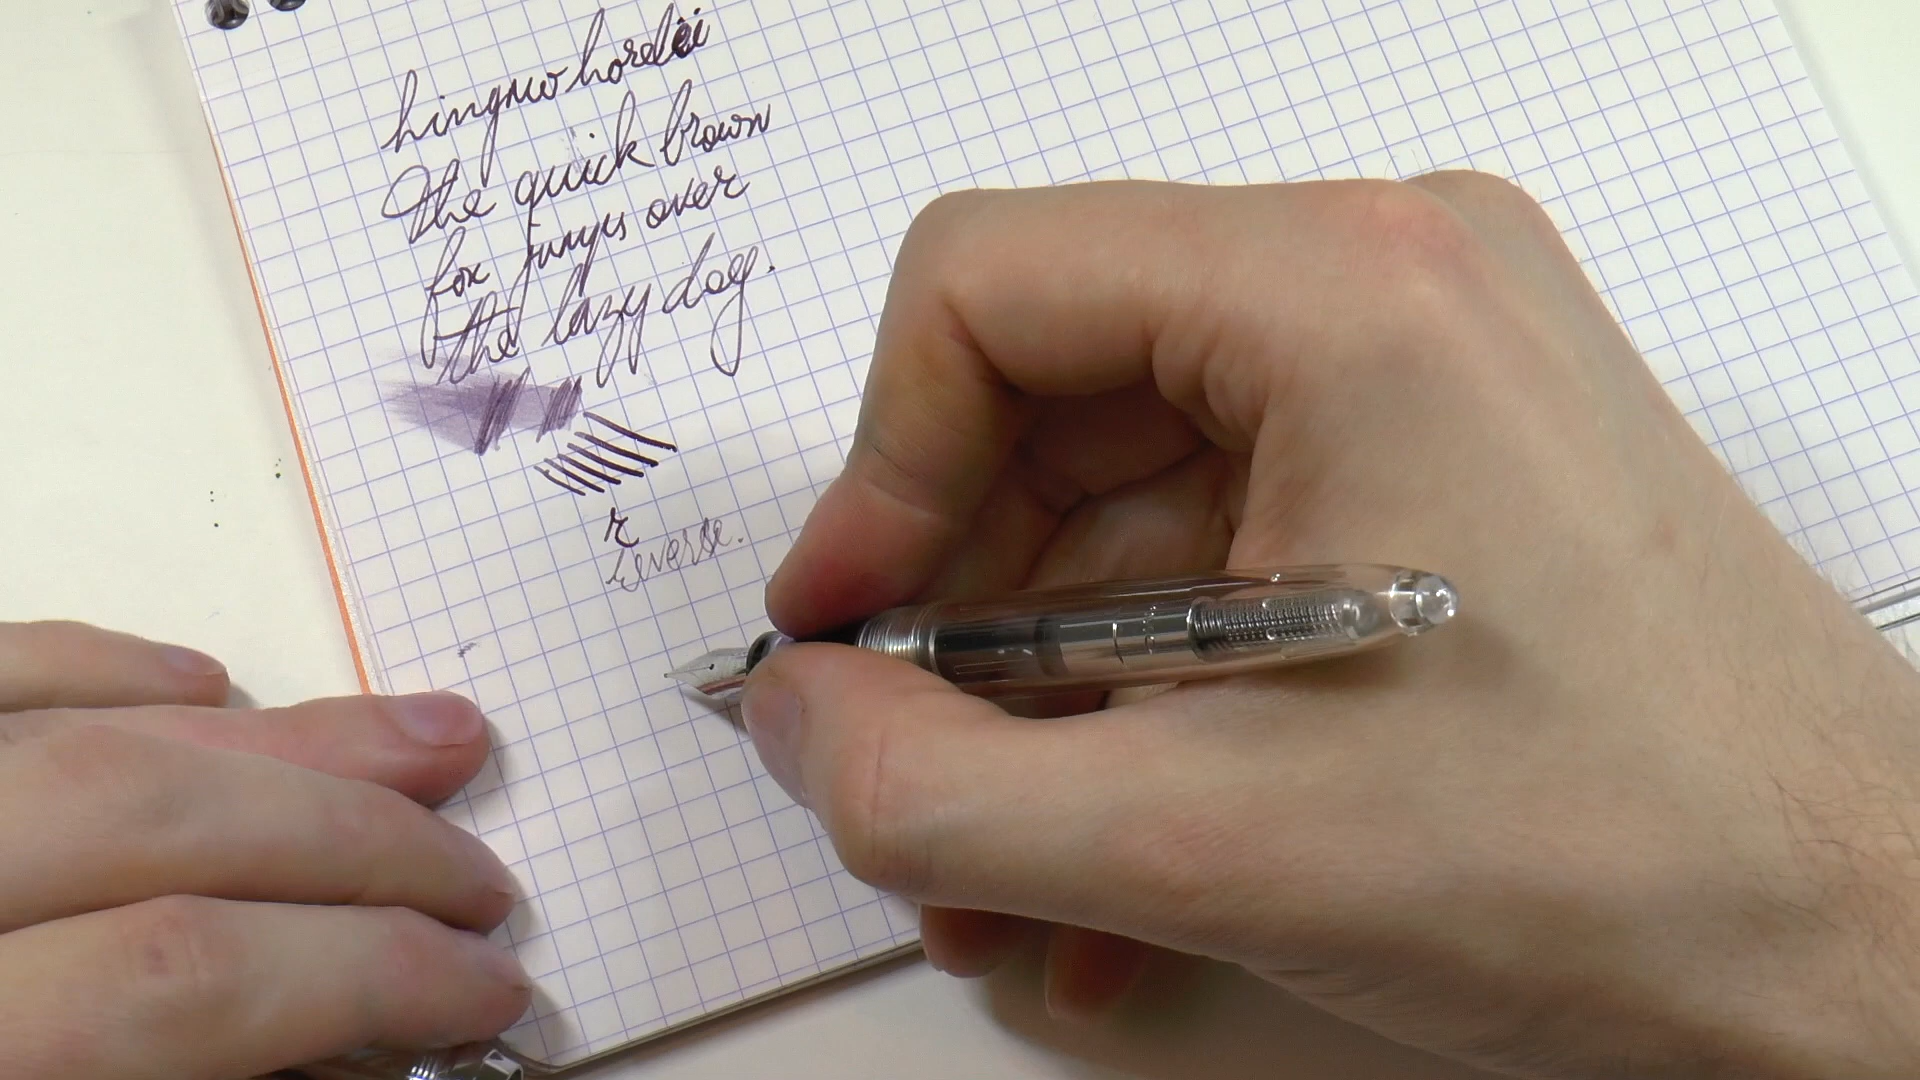 the quick brown
fox jumps over
the lazy dog.
r
reverse.